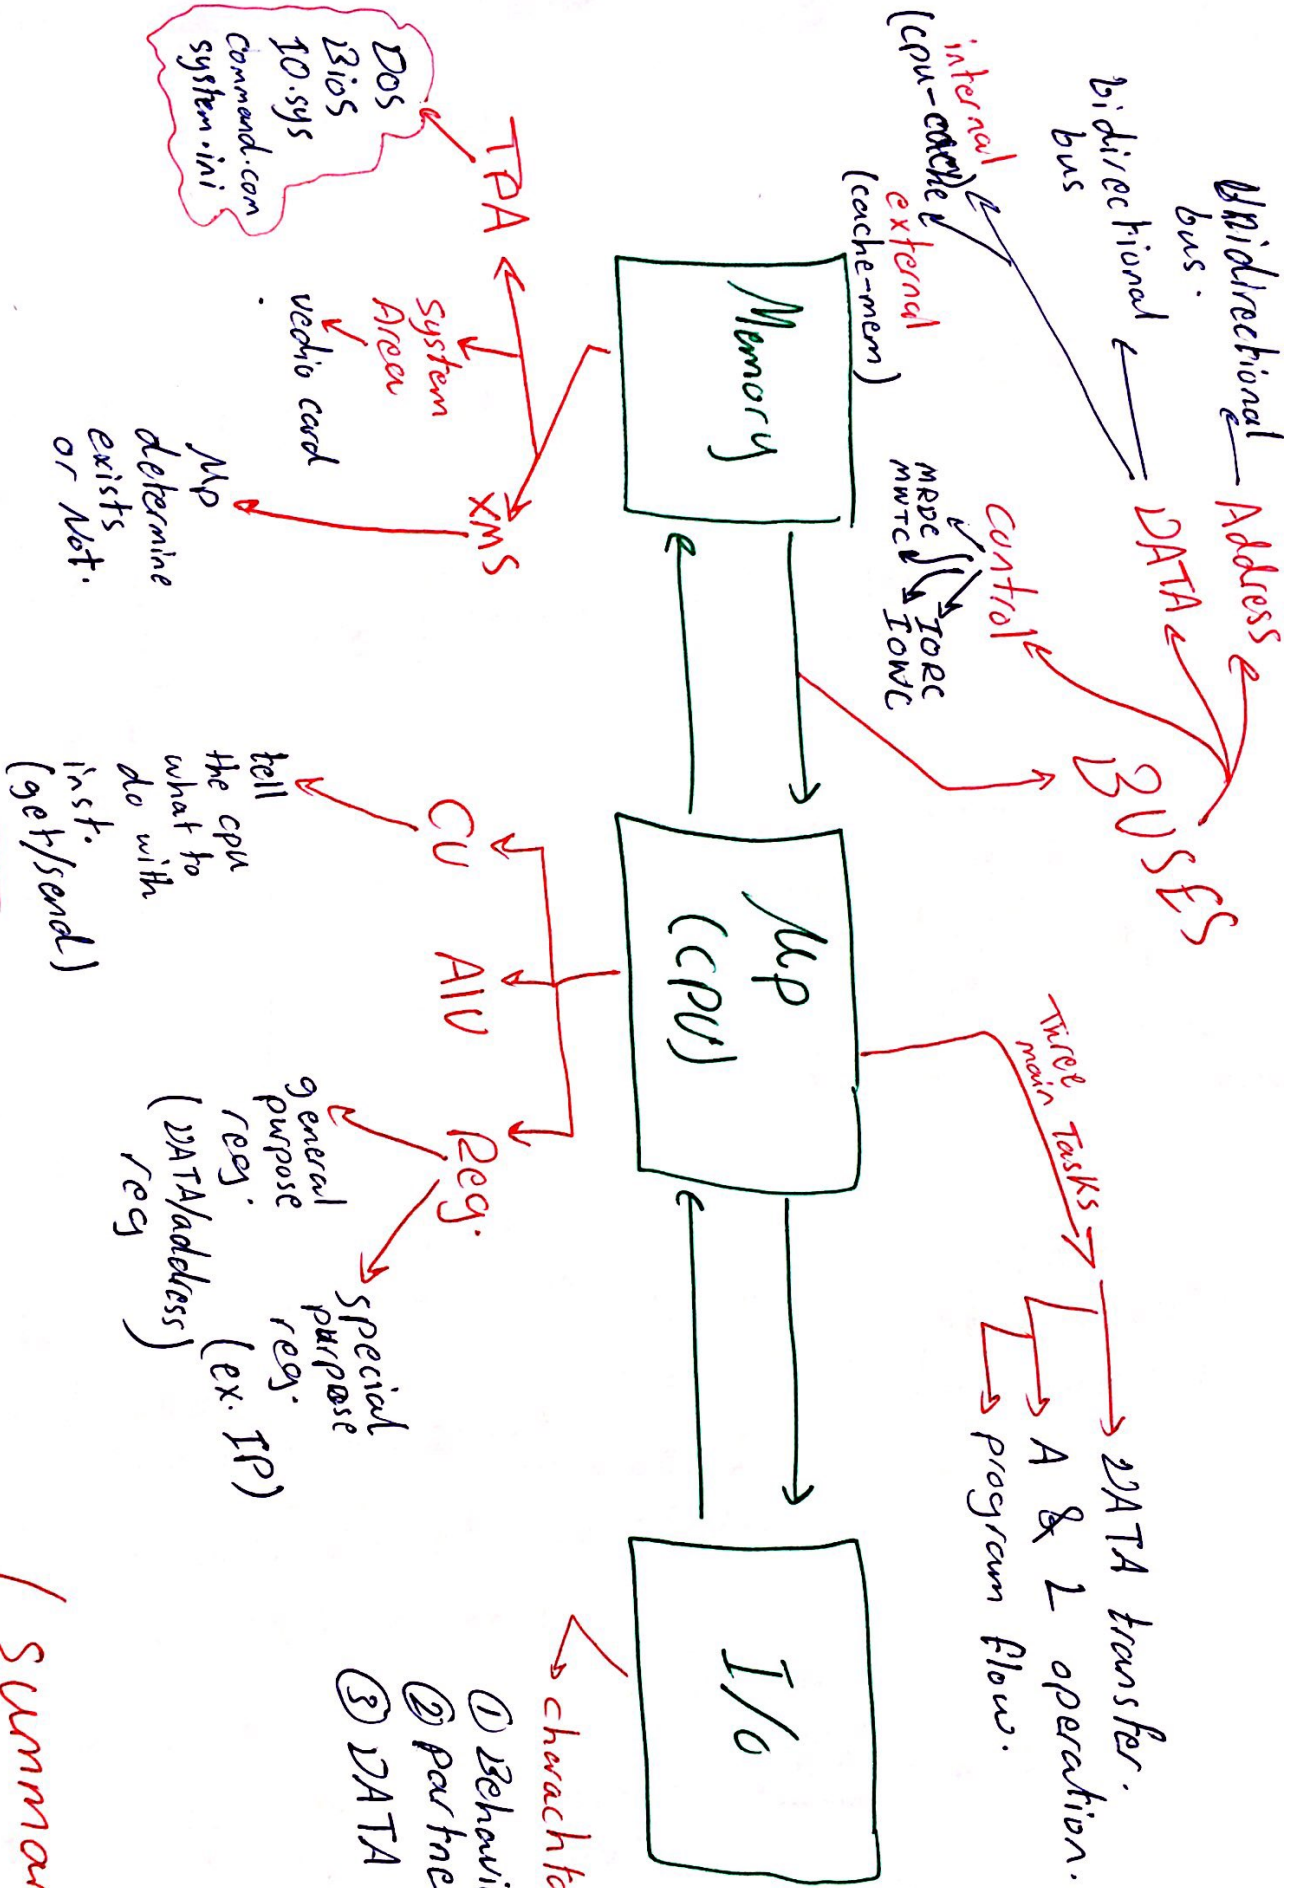 BUSES
Address
Unidirectional
bus.
DATA
bidirectional
bus
internal
(cpu-cache)
external
(cache-mem)
control
MRDC
MWTC
IORC
IOWC
Three
main Tasks
DATA transfer.
A & L operation.
program flow.
Memory
Mp
(CPU)
I/O
TPA
DOS
BIOS
IO.sys
command.com
system.ini
system
Area
vedio card
XMS
Mp
determine
exists
or Not.
CU
tell
the cpu
what to
do with
inst.
(get/send)
AlU
Reg.
general
purpose
reg.
(DATA/address)
reg
special
purpose
reg.
(ex. IP)
① Behavi
② Partne
③ DATA